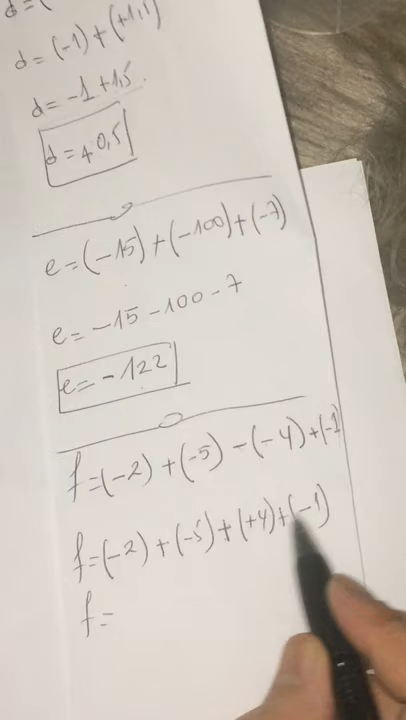 d = (-1) + (+1,5)
d = -1 + 1,5.
d = +0,5
e = (-15) + (-100) + (-7)
e = -15 - 100 - 7
e = -122
f = (-2) + (-5) - (-4) + (-1)
f = (-2) + (-5) + (+4) + (-1)
f =